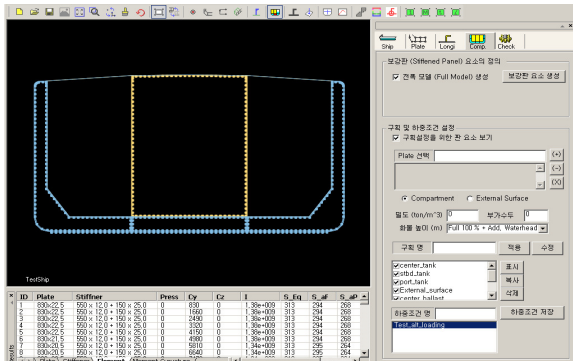 Ship Plate Longi Comp. Check
보강판 (Stiffened Panel) 요소의 정의
전폭 모델 (Full Model) 생성
보강판 요소 생성
구획 및 하중조건 설정
구획설정을 위한 판 요소 보기
Plate 선택
(+)
(-)
(X)
Compartment External Surface
밀도 (ton/m^3) 0 부가수두 0
화물 높이 (m) Full 100 % + Add, Waterhead
구획 명 적용 수정
center_tank
stbd_tank
port_tank
External_surface
center_ballast
표시
복사
삭제
하중조건 명 하중조건 저장
Test_alt_loading
TestShip
ID Plate Stiffner Press Cy Cz I S_Eq S_aF S_aP
1 830x22,5 550 x 12,0 + 150 x 25,0 0 830 0 1,38e+009 313 294 268
2 830x22,5 550 x 12,0 + 150 x 25,0 0 1660 0 1,38e+009 313 294 268
3 830x22,5 550 x 12,0 + 150 x 25,0 0 2490 0 1,38e+009 313 294 268
4 830x22,5 550 x 12,0 + 150 x 25,0 0 3320 0 1,38e+009 313 294 268
5 830x22,5 550 x 12,0 + 150 x 25,0 0 4150 0 1,38e+009 313 294 268
6 830x22,5 550 x 12,0 + 150 x 25,0 0 4980 0 1,38e+009 313 294 268
7 830x20,5 550 x 12,0 + 150 x 25,0 0 5810 0 1,34e+009 313 295 264
8 830x20,5 550 x 12,0 + 150 x 25,0 0 6640 0 1,34e+009 313 295 264